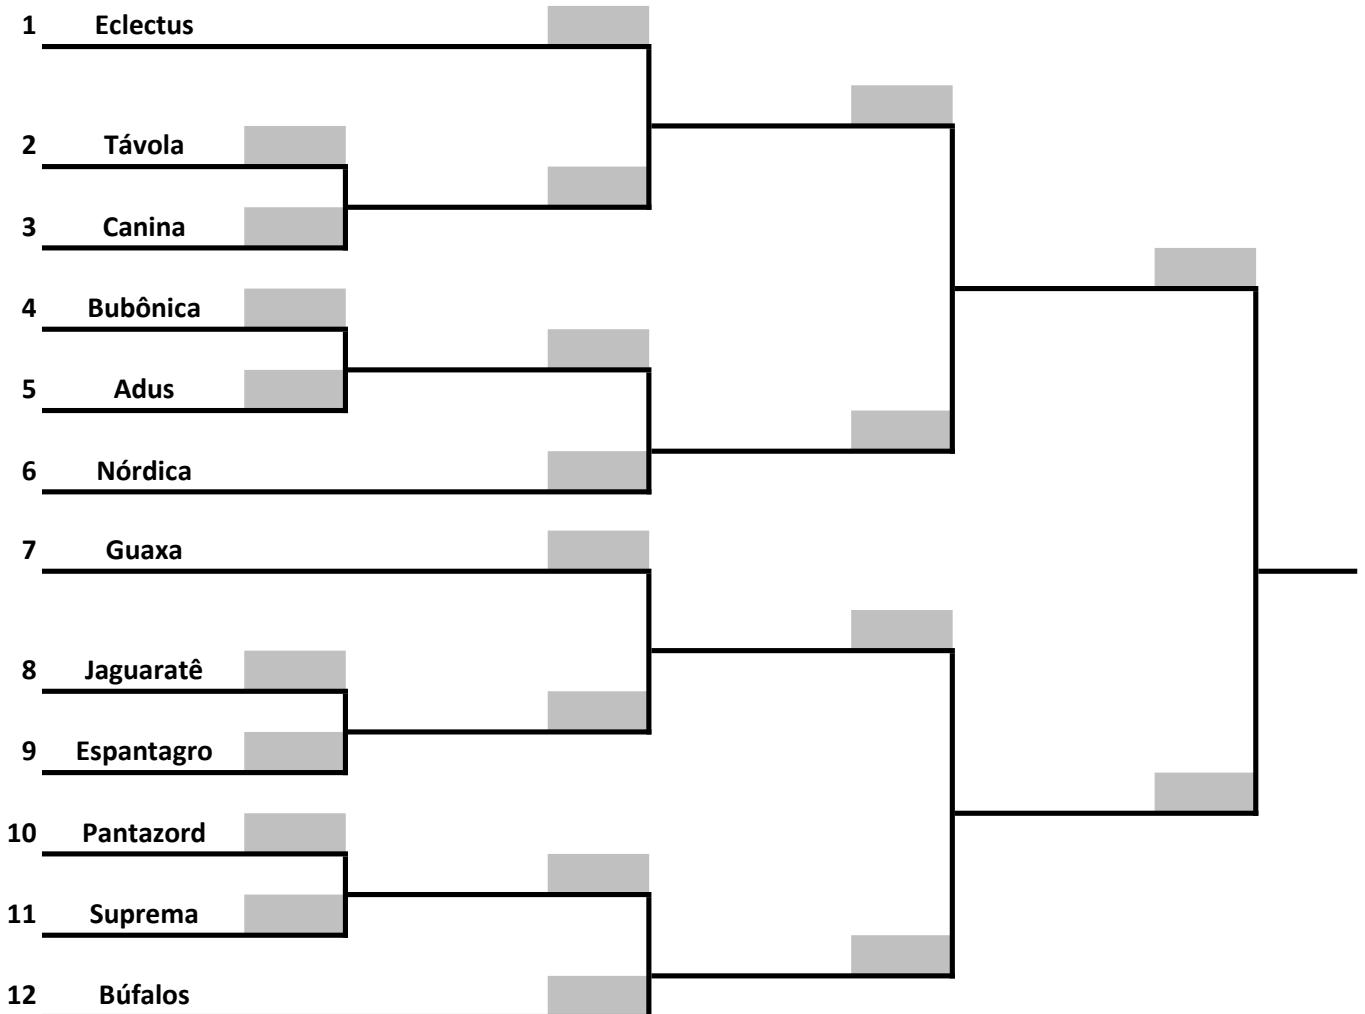 1 Eclectus
2 Távola
3 Canina
4 Bubônica
5 Adus
6 Nórdica
7 Guaxa
8 Jaguaratê
9 Espantagro
10 Pantazord
11 Suprema
12 Búfalos